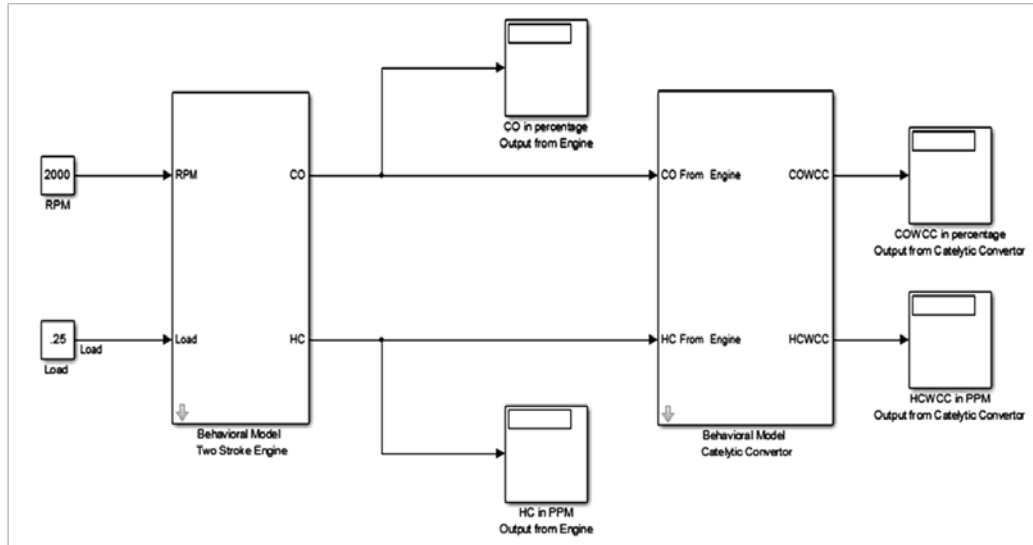 CO in percentage
Output from Engine
2000
RPM
RPM
CO
CO From Engine
COWCC
COWCC in percentage
Output from Catelytic Convertor
.25
Load
Load
Load
HC
HC From Engine
HCWCC
HCWCC in PPM
Output from Catelytic Convertor
Behavioral Model
Two Stroke Engine
Behavioral Model
Catelytic Convertor
HC in PPM
Output from Engine